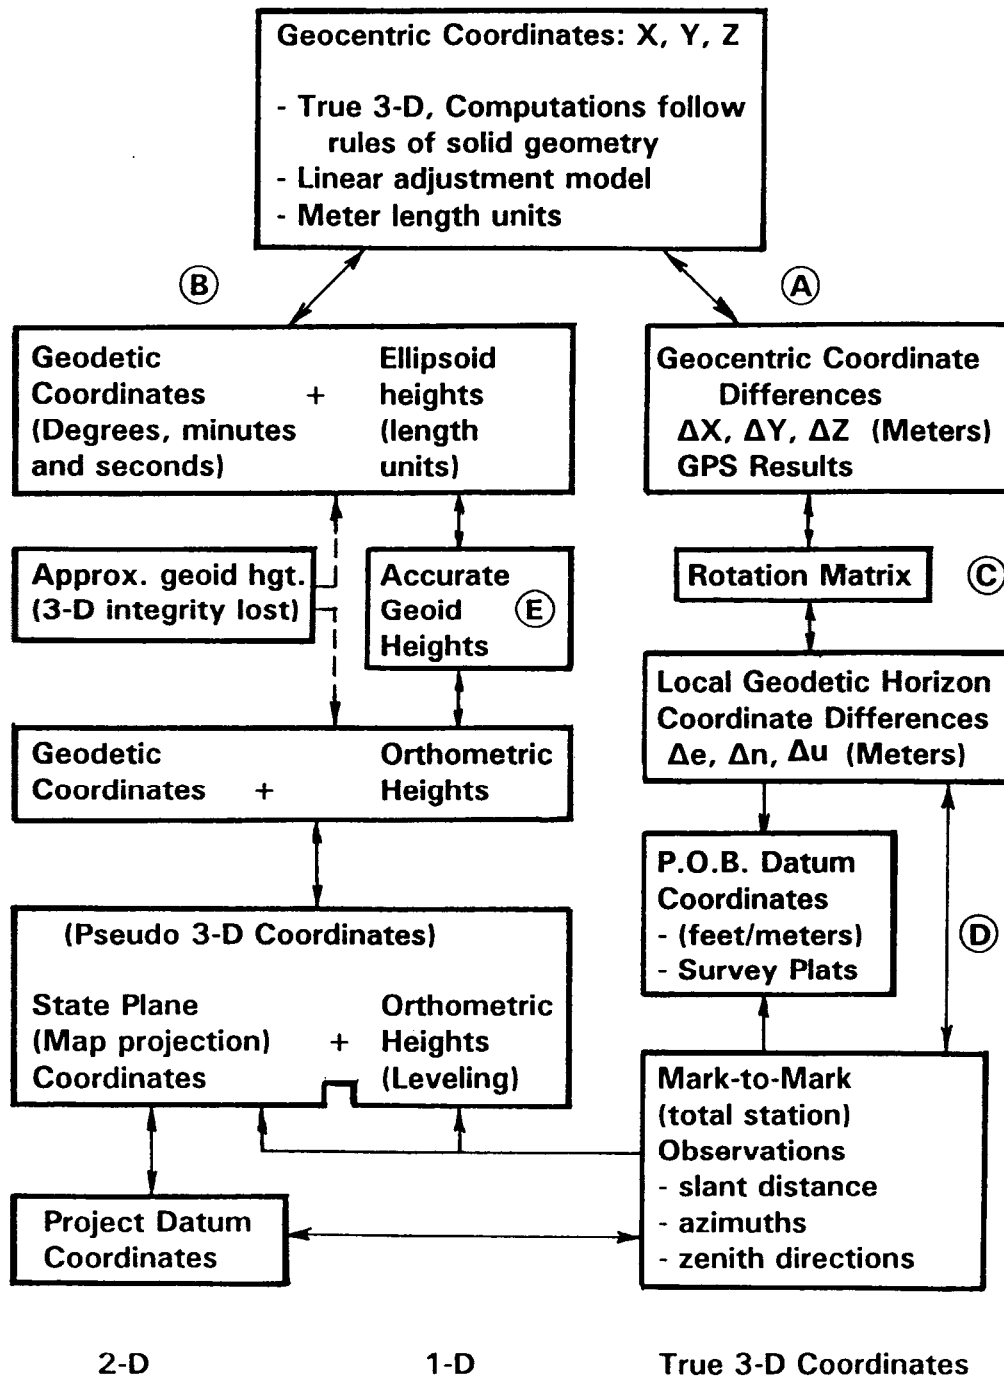 Geocentric Coordinates: X, Y, Z
- True 3-D, Computations follow
rules of solid geometry
- Linear adjustment model
- Meter length units
B
A
Geodetic
Coordinates +
(Degrees, minutes
and seconds)
Ellipsoid
heights
(length
units)
Geocentric Coordinate
Differences
ΔX, ΔY, ΔZ (Meters)
GPS Results
Approx. geoid hgt.
(3-D integrity lost)
Accurate
Geoid
Heights
E
Rotation Matrix
C
Local Geodetic Horizon
Coordinate Differences
Δe, Δn, Δu (Meters)
Geodetic
Coordinates +
Orthometric
Heights
P.O.B. Datum
Coordinates
- (feet/meters)
- Survey Plats
D
(Pseudo 3-D Coordinates)
State Plane
(Map projection) +
Coordinates
Orthometric
Heights
(Leveling)
Mark-to-Mark
(total station)
Observations
- slant distance
- azimuths
- zenith directions
Project Datum
Coordinates
2-D
1-D
True 3-D Coordinates